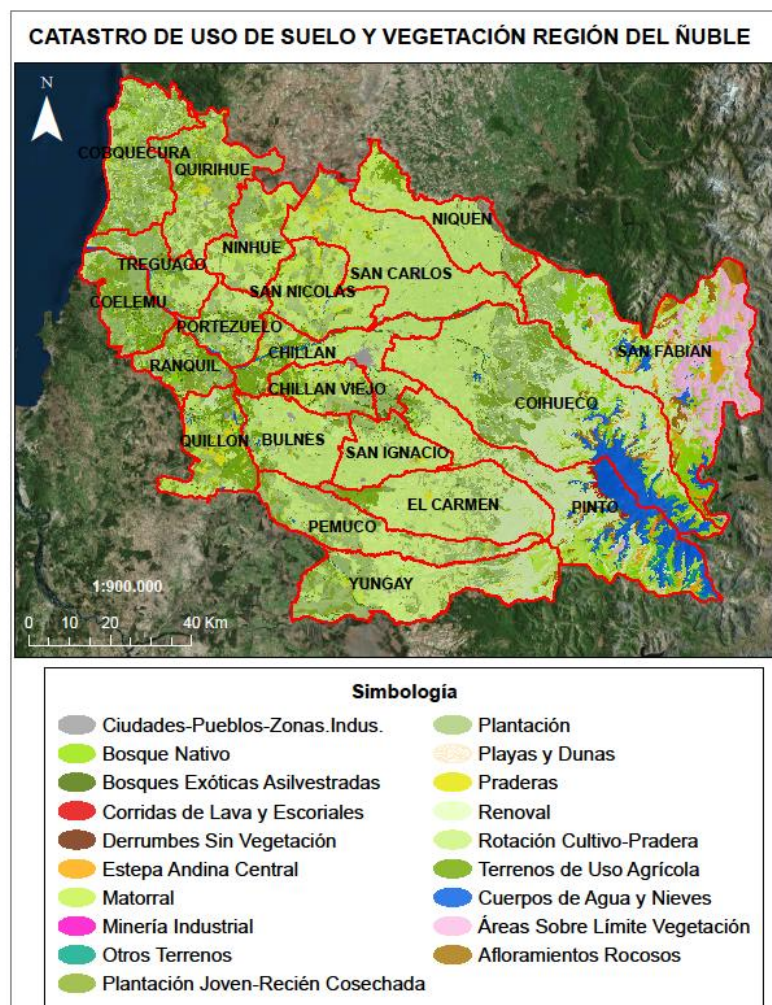 CATASTRO DE USO DE SUELO Y VEGETACIÓN REGIÓN DEL ÑUBLE
N
COBQUECURA
QUIRIHUE
NIQUEN
NINHUE
TREGUACO
SAN CARLOS
SAN NICOLAS
COELEMU
PORTEZUELO
CHILLAN
SAN FABIAN
RANQUIL
CHILLAN VIEJO
COIHUECO
QUILLON
BULNES
SAN IGNACIO
EL CARMEN
PINTO
PEMUCO
YUNGAY
1:900.000
0 10 20 40 Km
Simbología
Ciudades-Pueblos-Zonas.Indus.
Bosque Nativo
Bosques Exóticas Asilvestradas
Corridas de Lava y Escoriales
Derrumbes Sin Vegetación
Estepa Andina Central
Matorral
Minería Industrial
Otros Terrenos
Plantación Joven-Recién Cosechada
Plantación
Playas y Dunas
Praderas
Renoval
Rotación Cultivo-Pradera
Terrenos de Uso Agrícola
Cuerpos de Agua y Nieves
Áreas Sobre Límite Vegetación
Afloramientos Rocosos